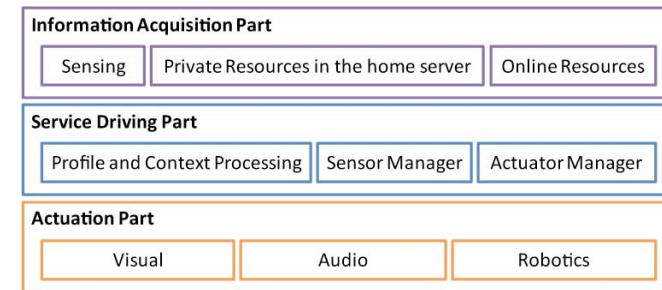 Information Acquisition Part
Sensing
Private Resources in the home server
Online Resources
Service Driving Part
Profile and Context Processing
Sensor Manager
Actuator Manager
Actuation Part
Visual
Audio
Robotics